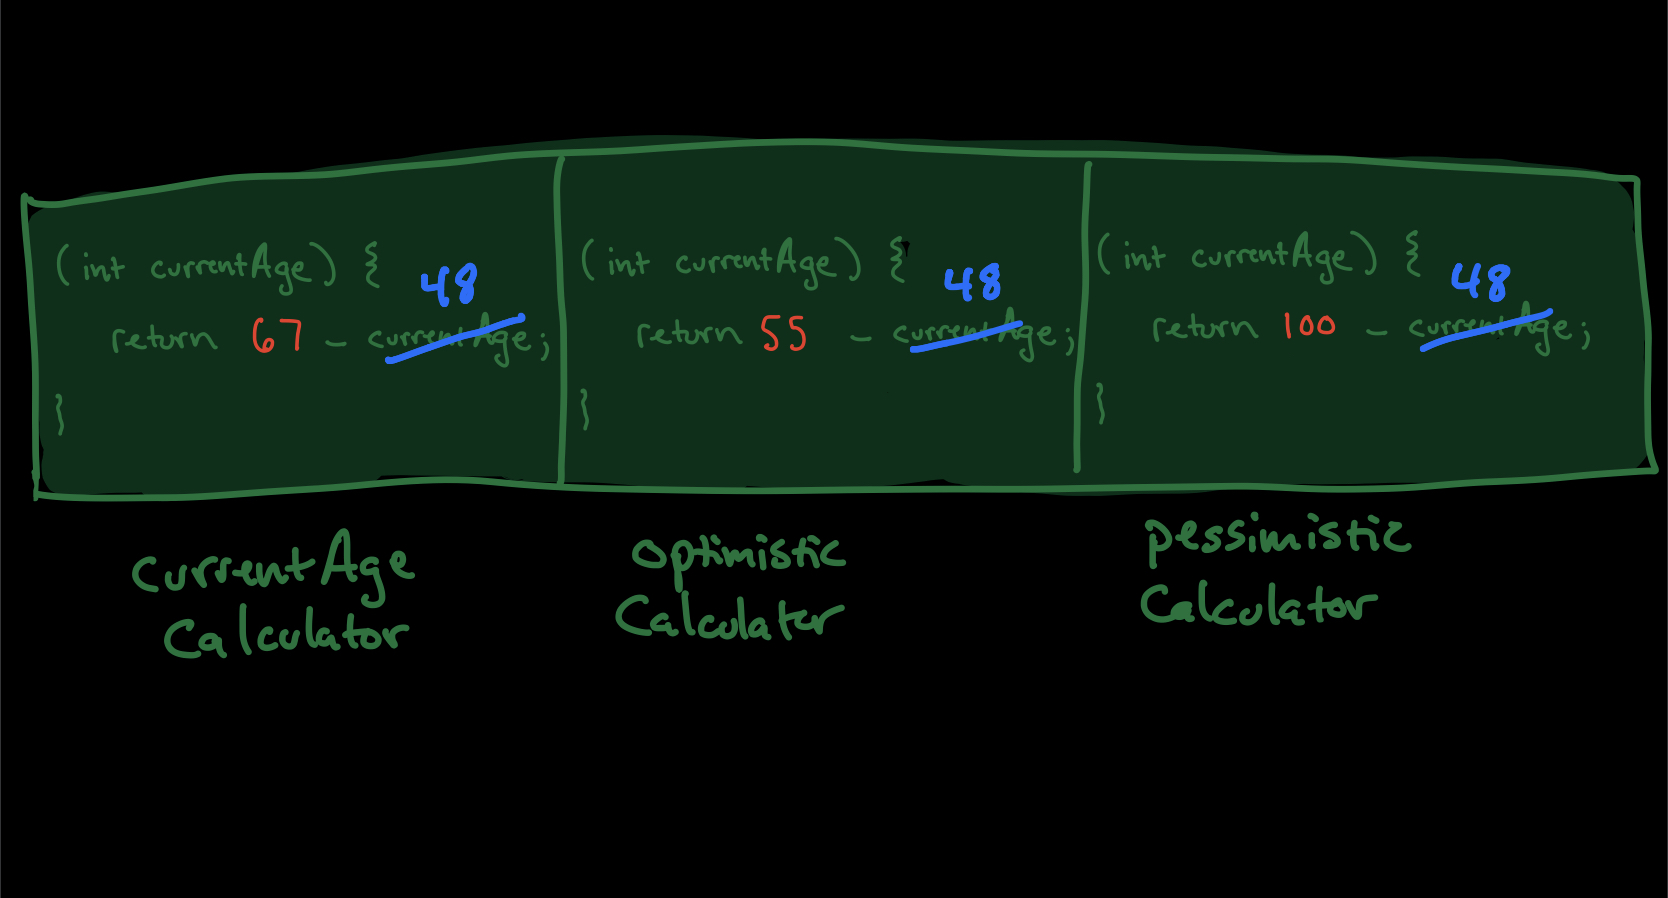 (int currentAge) {
48
return 67 - currentAge;
}
(int currentAge) {
48
return 55 - currentAge;
}
(int currentAge) {
48
return 100 - currentAge;
}
currentAge
Calculator
optimistic
Calculator
pessimistic
Calculator